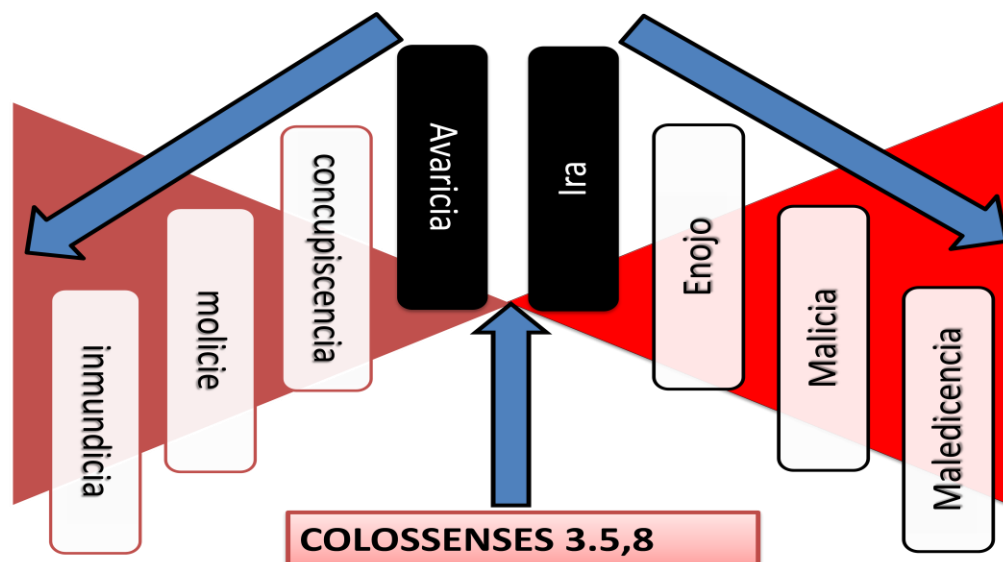 inmundicia
molicie
concupiscencia
Avaricia
Ira
Enojo
Malicia
Maledicencia
COLOSSENSES 3.5,8